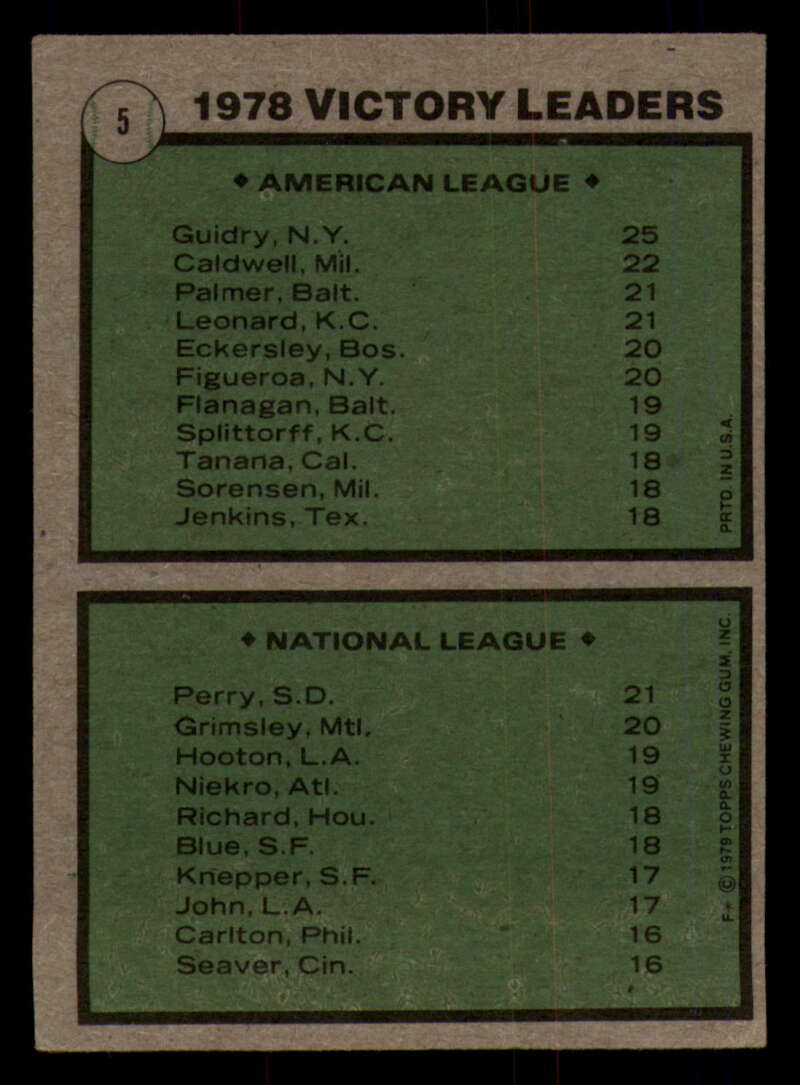 5
1978 VICTORY LEADERS
♦ AMERICAN LEAGUE ♦
Guidry, N.Y. 25
Caldwell, Mil. 22
Palmer, Balt. 21
Leonard, K.C. 21
Eckersley, Bos. 20
Figueroa, N.Y. 20
Flanagan, Balt. 19
Splittorff, K.C. 19
Tanana, Cal. 18
Sorensen, Mil. 18
Jenkins, Tex. 18
PRTD. IN U.S.A.
♦ NATIONAL LEAGUE ♦
Perry, S.D. 21
Grimsley, Mtl. 20
Hooton, L.A. 19
Niekro, Atl. 19
Richard, Hou. 18
Blue, S.F. 18
Knepper, S.F. 17
John, L.A. 17
Carlton, Phil. 16
Seaver, Cin. 16
F★ © 1979 TOPPS CHEWING GUM, INC.